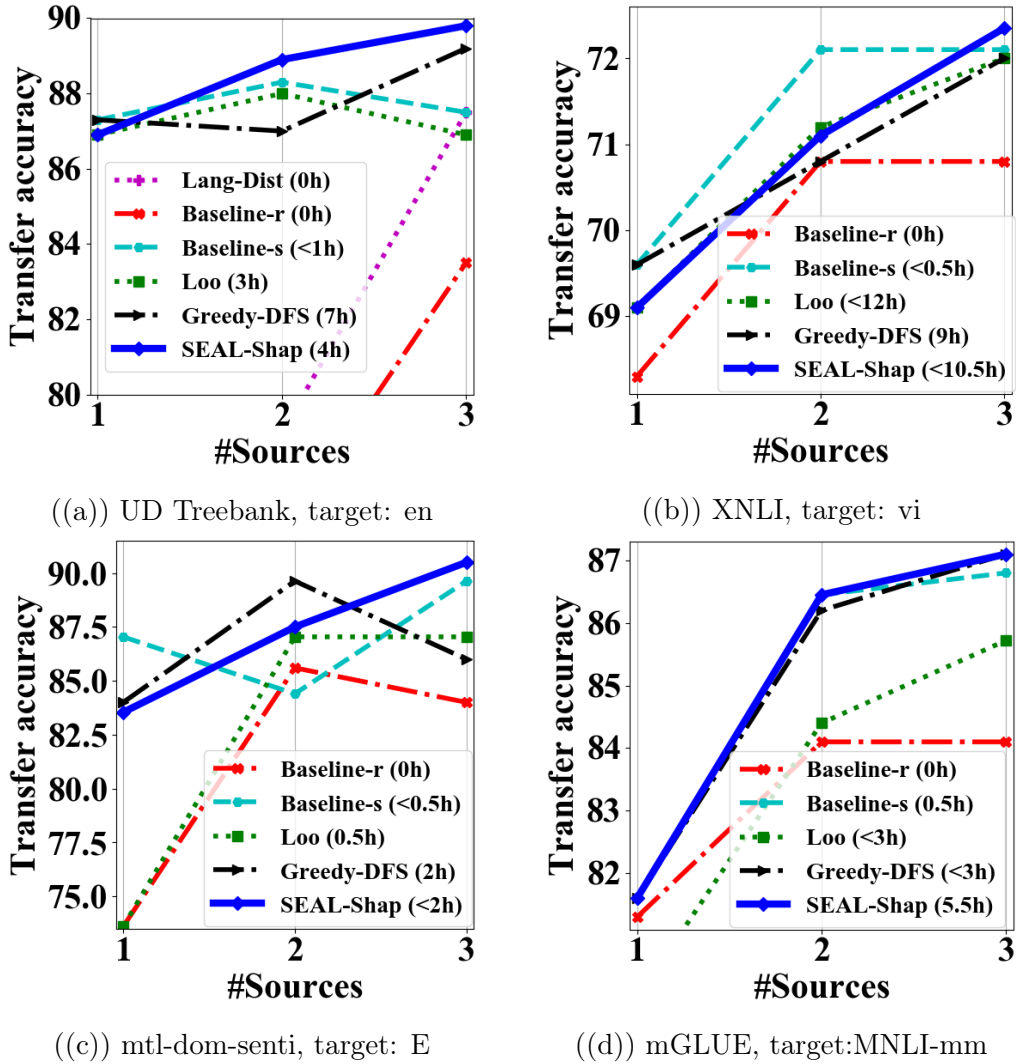 Transfer accuracy
90
88
86
84
82
80
1 2 3
#Sources
Lang-Dist (0h)
Baseline-r (0h)
Baseline-s (<1h)
Loo (3h)
Greedy-DFS (7h)
SEAL-Shap (4h)
((a)) UD Treebank, target: en
Transfer accuracy
72
71
70
69
1 2 3
#Sources
Baseline-r (0h)
Baseline-s (<0.5h)
Loo (<12h)
Greedy-DFS (9h)
SEAL-Shap (<10.5h)
((b)) XNLI, target: vi
Transfer accuracy
90.0
87.5
85.0
82.5
80.0
77.5
75.0
1 2 3
#Sources
Baseline-r (0h)
Baseline-s (<0.5h)
Loo (0.5h)
Greedy-DFS (2h)
SEAL-Shap (<2h)
((c)) mtl-dom-senti, target: E
Transfer accuracy
87
86
85
84
83
82
1 2 3
#Sources
Baseline-r (0h)
Baseline-s (0.5h)
Loo (<3h)
Greedy-DFS (<3h)
SEAL-Shap (5.5h)
((d)) mGLUE, target:MNLI-mm